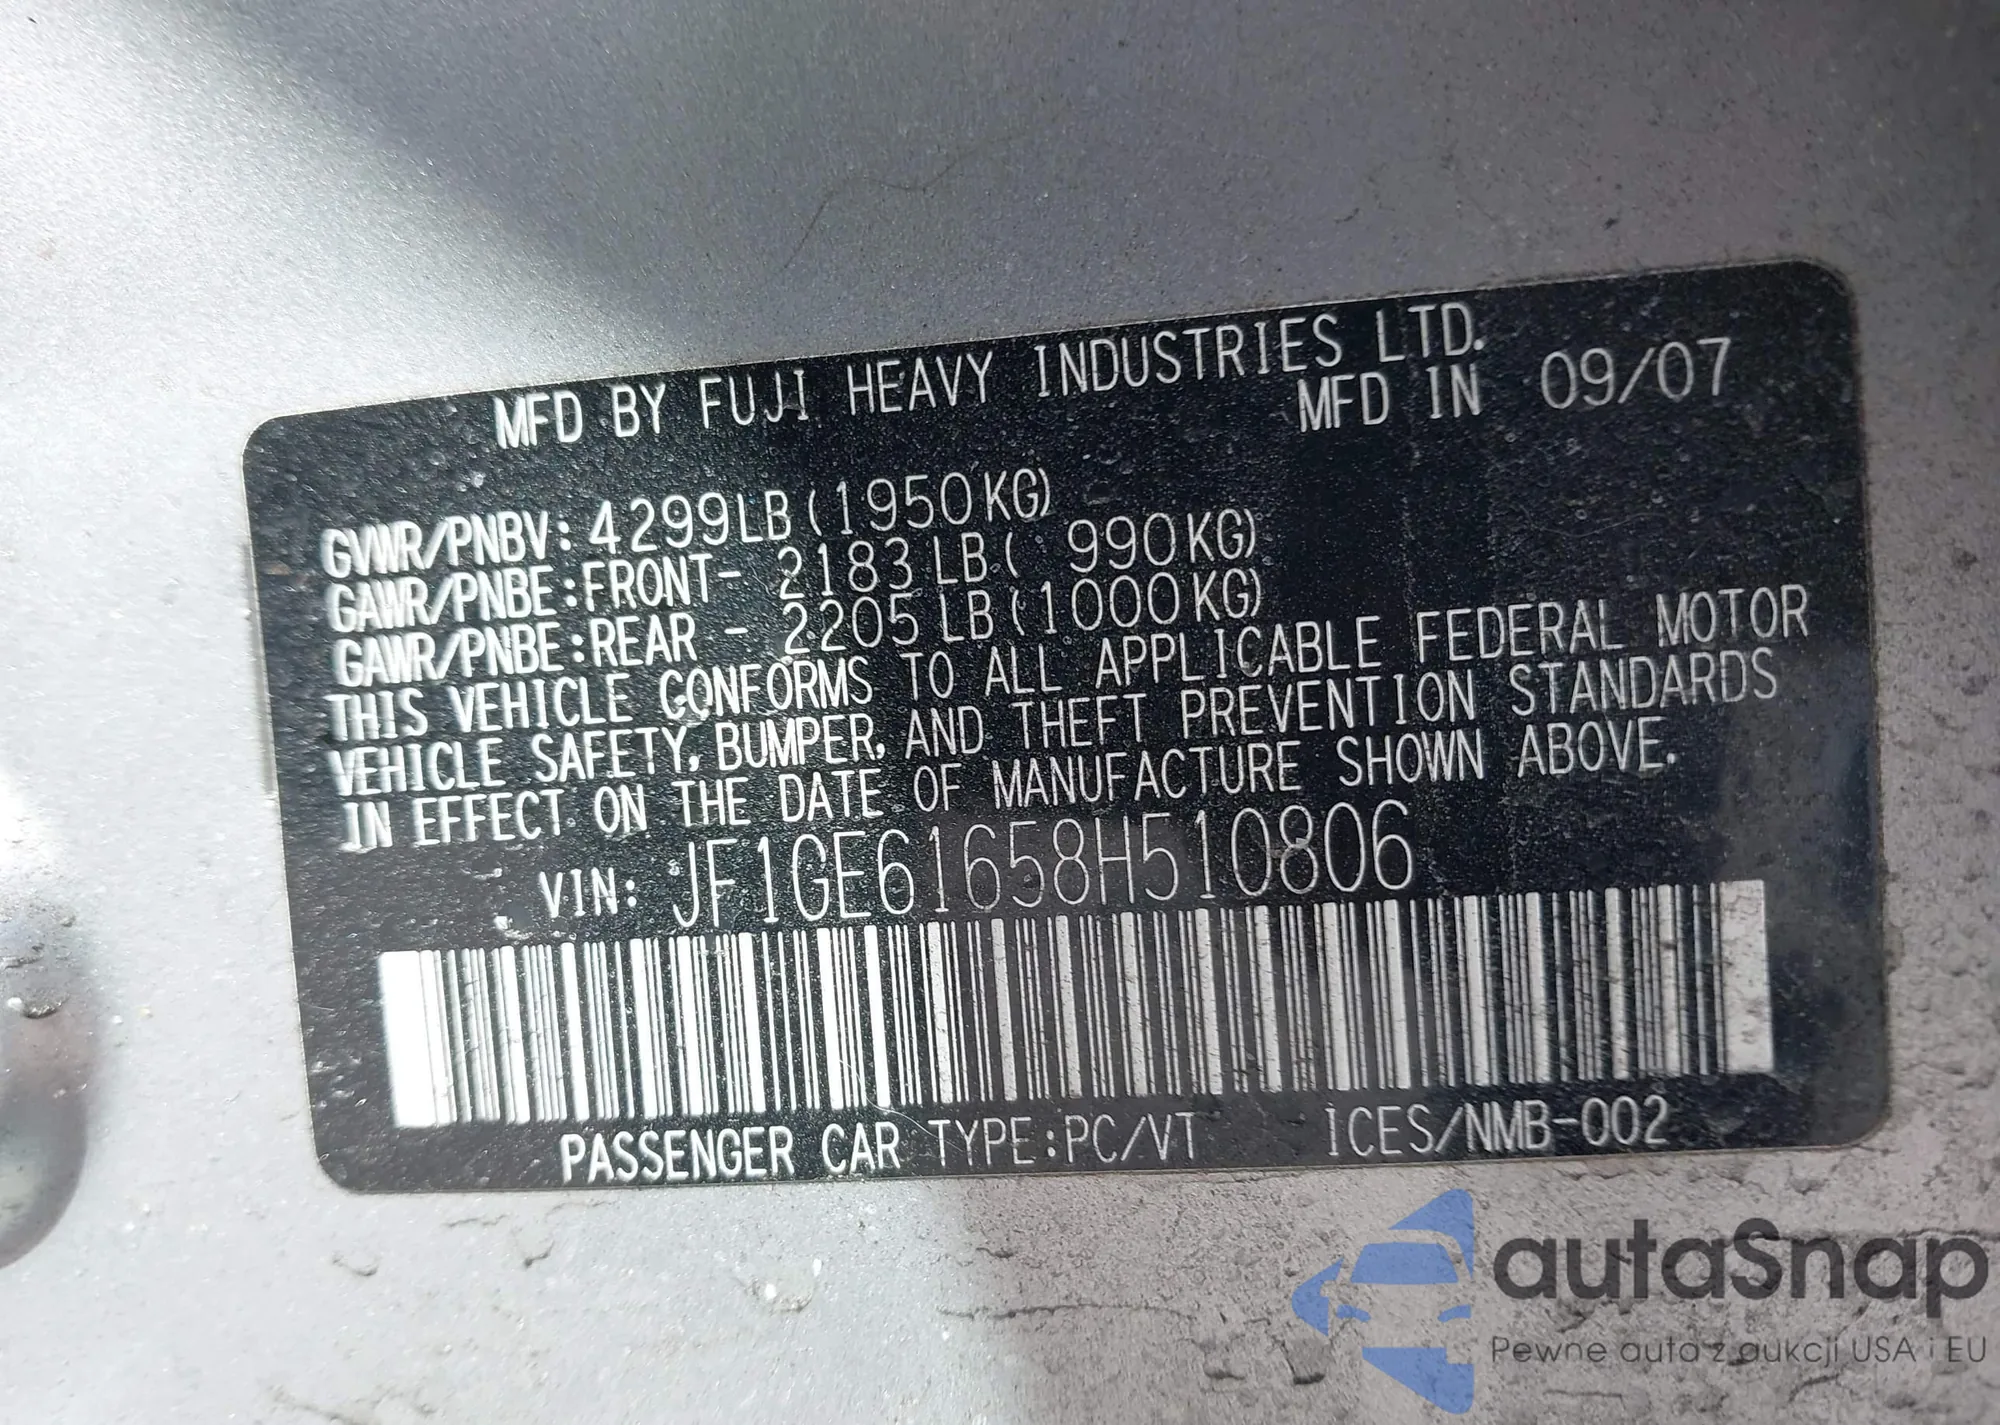 MFD BY FUJI HEAVY INDUSTRIES LTD.
MFD IN 09/07
GVWR/PNBV: 4299LB (1950KG)
GAWR/PNBE:FRONT- 2183LB ( 990KG)
GAWR/PNBE:REAR - 2205LB (1000KG)
THIS VEHICLE CONFORMS TO ALL APPLICABLE FEDERAL MOTOR
VEHICLE SAFETY, BUMPER, AND THEFT PREVENTION STANDARDS
IN EFFECT ON THE DATE OF MANUFACTURE SHOWN ABOVE.
VIN: JF1GE61658H510806
PASSENGER CAR TYPE:PC/VT ICES/NMB-002
autaSnap
Pewne auta z aukcji USA i EU